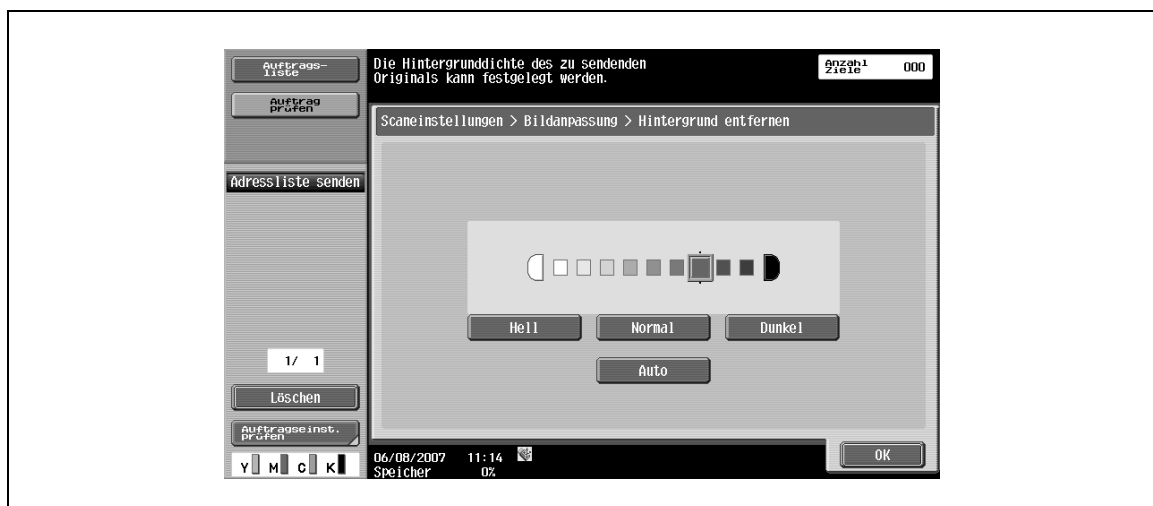 Auftrags-
liste
Auftrag
prüfen
Die Hintergrunddichte des zu sendenden
Originals kann festgelegt werden.
Anzahl
Ziele 000
Scaneinstellungen > Bildanpassung > Hintergrund entfernen
Adressliste senden
Hell Normal Dunkel
Auto
1/ 1
Löschen
Auftragseinst.
prüfen
Y M C K
06/08/2007 11:14
Speicher 0%
OK